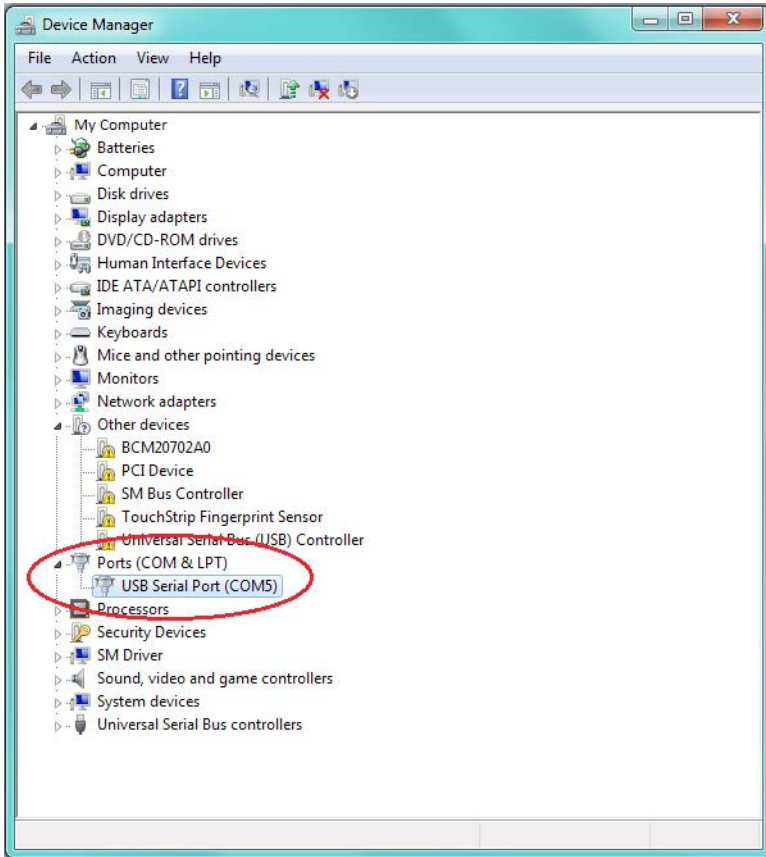 Device Manager
File Action View Help
My Computer
Batteries
Computer
Disk drives
Display adapters
DVD/CD-ROM drives
Human Interface Devices
IDE ATA/ATAPI controllers
Imaging devices
Keyboards
Mice and other pointing devices
Monitors
Network adapters
Other devices
BCM20702A0
PCI Device
SM Bus Controller
TouchStrip Fingerprint Sensor
Universal Serial Bus (USB) Controller
Ports (COM & LPT)
USB Serial Port (COM5)
Processors
Security Devices
SM Driver
Sound, video and game controllers
System devices
Universal Serial Bus controllers